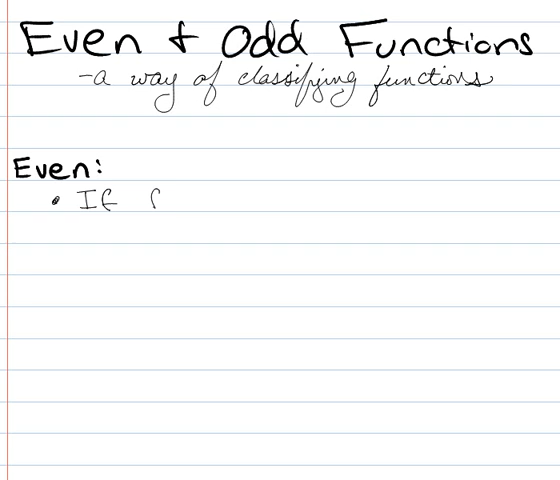 Even + Odd Functions
-a way of classifying functions
Even:
• If